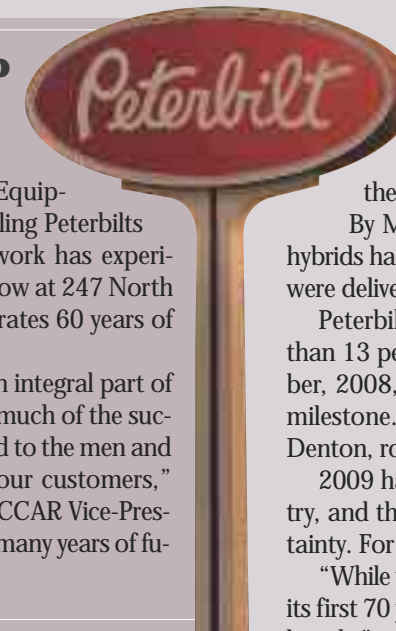 Peterbilt
Equip-
ling Peterbilts
work has experi-
ow at 247 North
rates 60 years of
n integral part of
much of the suc-
d to the men and
our customers,”
CCAR Vice-Pres-
many years of fu-
the
By M
hybrids ha
were delive
Peterbil
than 13 pe
ber, 2008,
milestone.
Denton, ro
2009 ha
try, and th
tainty. For
“While
its first 70 y